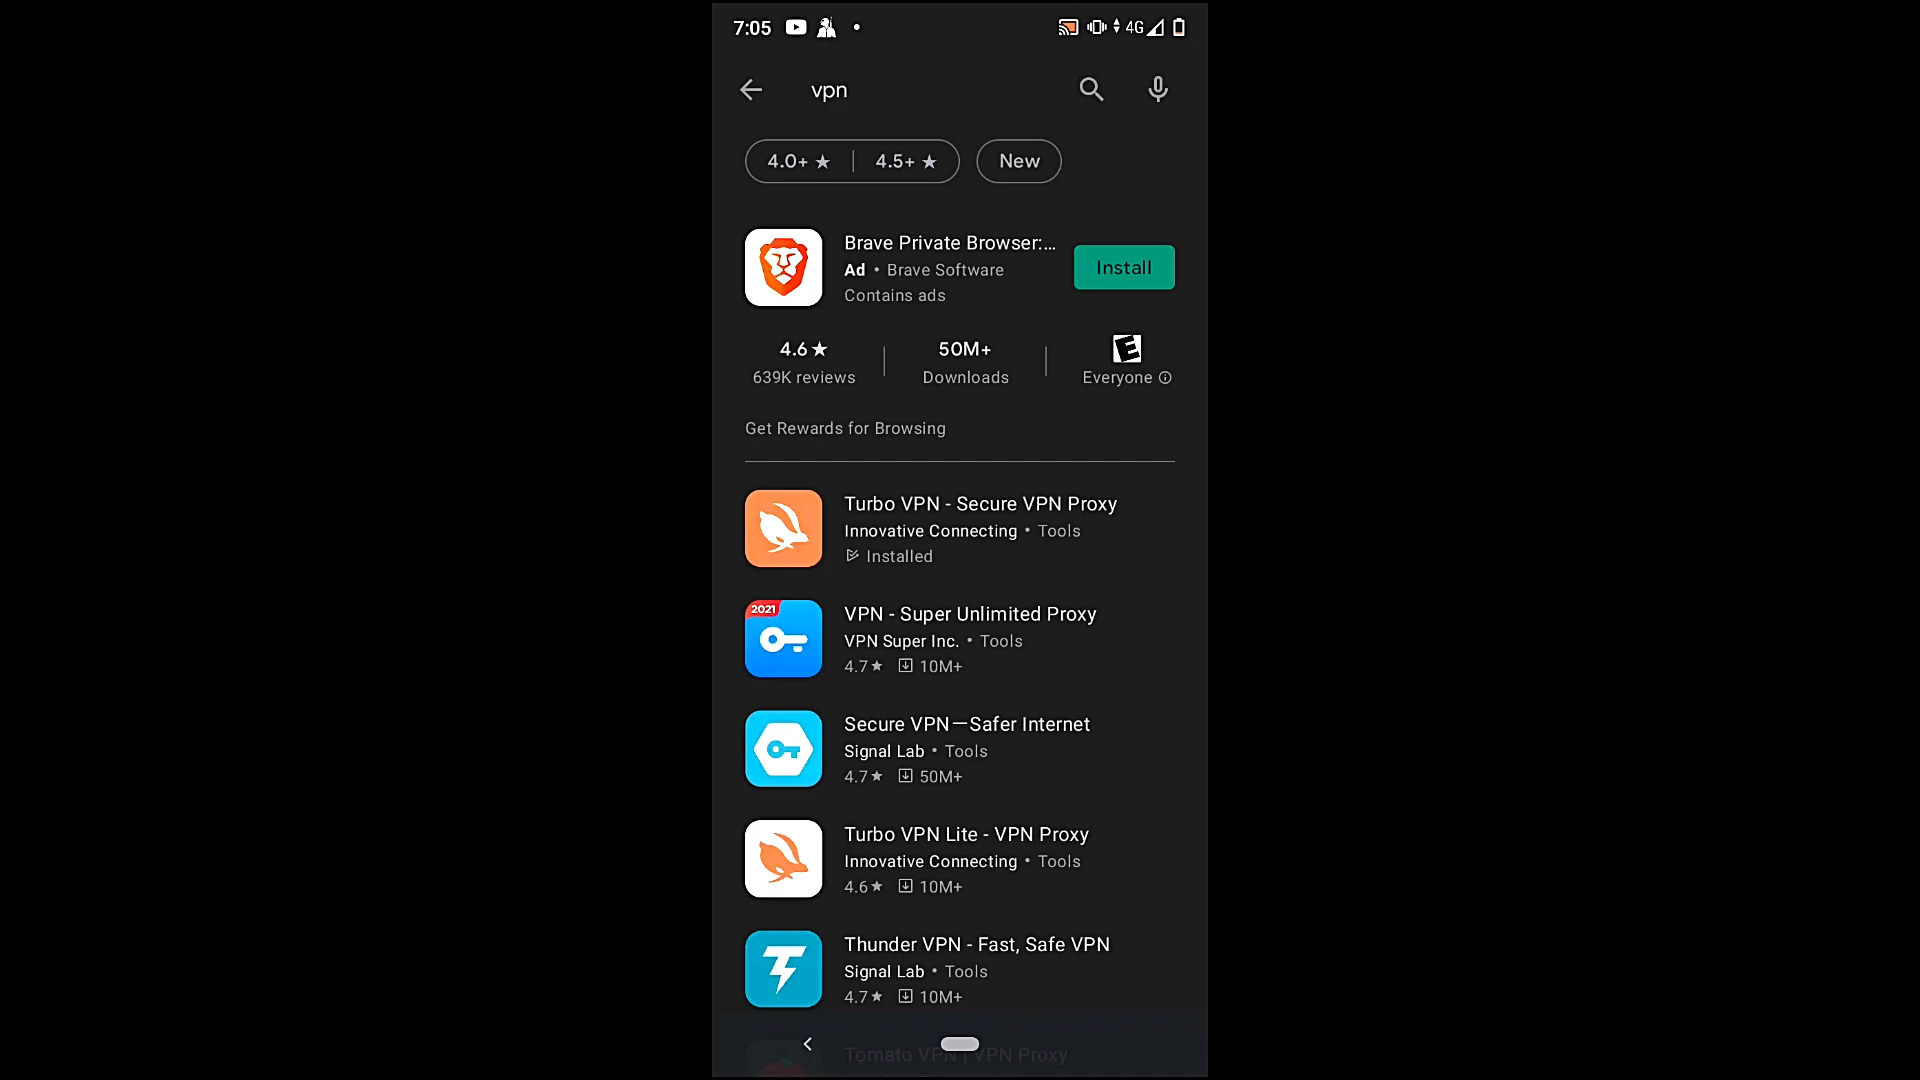 7:05 4G
vpn
4.0+ ★ | 4.5+ ★ New
Brave Private Browser:...
Ad • Brave Software
Contains ads
Install
4.6★ 50M+ E
639K reviews Downloads Everyone
Get Rewards for Browsing
Turbo VPN - Secure VPN Proxy
Innovative Connecting • Tools
Installed
2021
VPN - Super Unlimited Proxy
VPN Super Inc. • Tools
4.7★ 10M+
Secure VPN—Safer Internet
Signal Lab • Tools
4.7★ 50M+
Turbo VPN Lite - VPN Proxy
Innovative Connecting • Tools
4.6★ 10M+
Thunder VPN - Fast, Safe VPN
Signal Lab • Tools
4.7★ 10M+
Tomato VPN | VPN Proxy